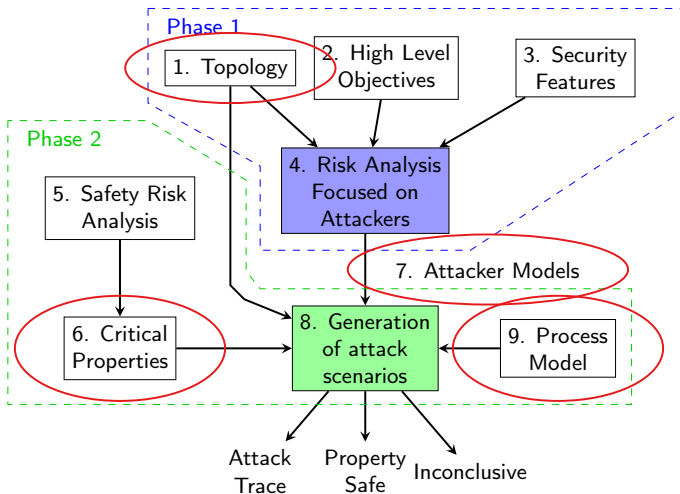 Phase 1
1. Topology
2. High Level
Objectives
3. Security
Features
Phase 2
4. Risk Analysis
Focused on
Attackers
5. Safety Risk
Analysis
7. Attacker Models
6. Critical
Properties
8. Generation
of attack
scenarios
9. Process
Model
Attack
Trace
Property
Safe
Inconclusive